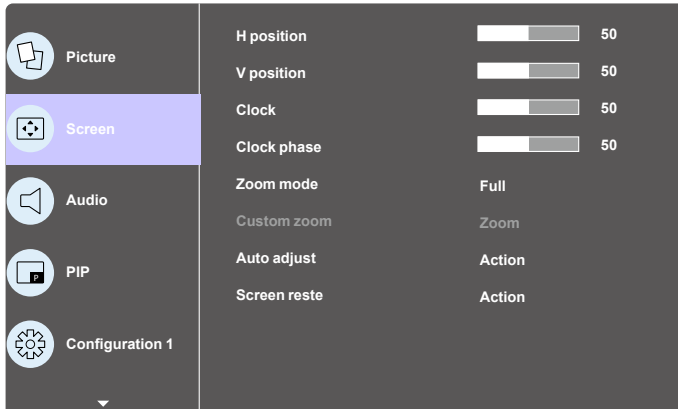 Picture
Screen
Audio
P
PIP
Configuration 1
H position 50
V position 50
Clock 50
Clock phase 50
Zoom mode Full
Custom zoom Zoom
Auto adjust Action
Screen reste Action